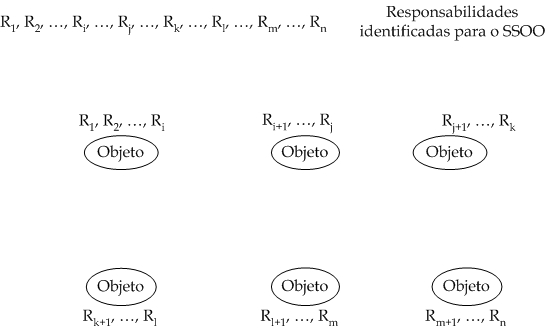 R1, R2, …, Ri, …, Rj, …, Rk, …, Rl, …, Rm, …, Rn
Responsabilidades
identificadas para o SSOO
R1, R2, …, Ri
Ri+1, …, Rj
Rj+1, …, Rk
Objeto
Objeto
Objeto
Objeto
Objeto
Objeto
Rk+1, …, Rl
Rl+1, …, Rm
Rm+1, …, Rn